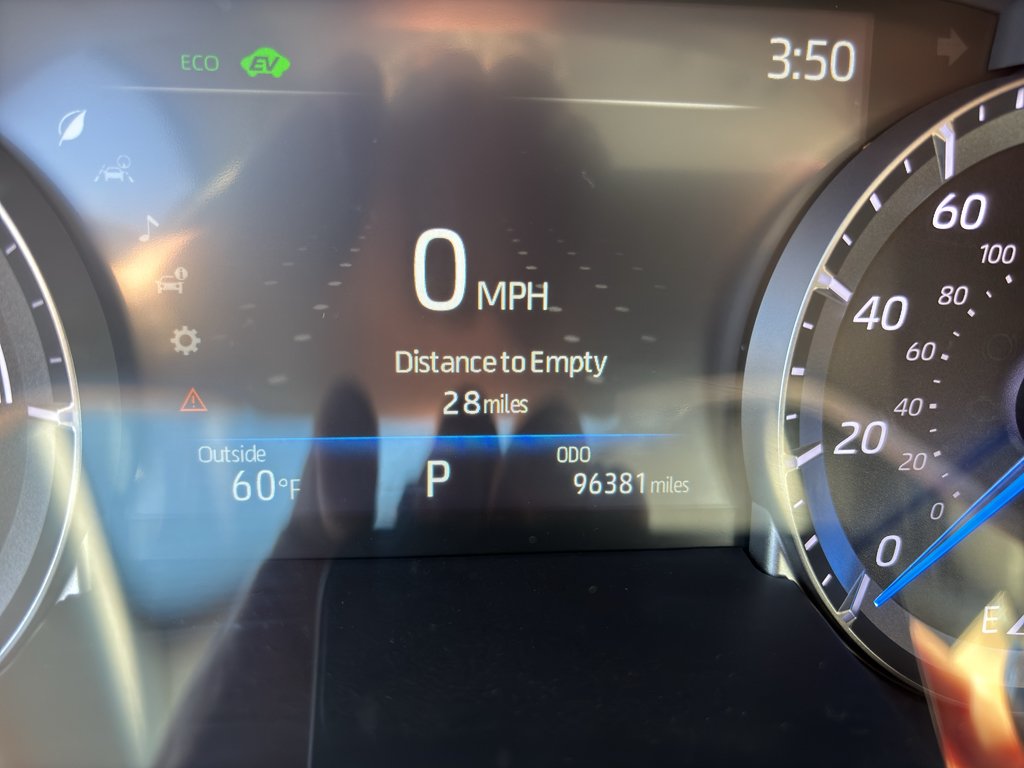 ECO EV 3:50
0 MPH
Distance to Empty
28 miles
Outside
60°F
P
ODO
96381 miles
60
40
20
0
100
80
60
40
20
0
E